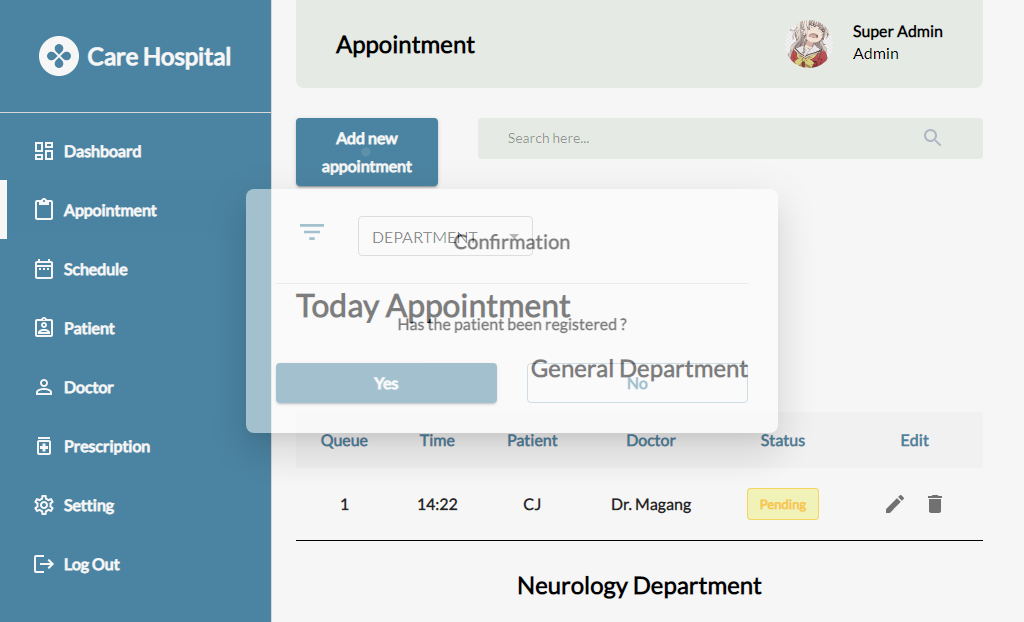 Care Hospital
Dashboard
Appointment
Schedule
Patient
Doctor
Prescription
Setting
Log Out
Appointment
Super Admin
Admin
Add new
appointment
Search here...
DEPARTMENT
Confirmation
Today Appointment
Has the patient been registered ?
General Department
Yes
No
Queue Time Patient Doctor Status Edit
1 14:22 CJ Dr. Magang Pending
Neurology Department